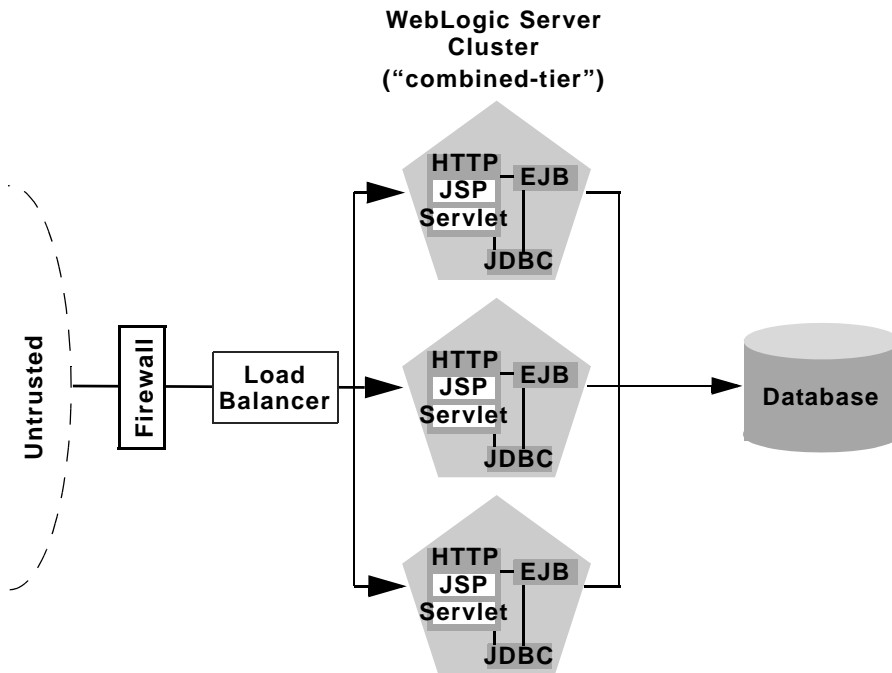 WebLogic Server
Cluster
(“combined-tier”)
HTTP
JSP
Servlet
EJB
JDBC
Untrusted
Firewall
Load
Balancer
HTTP
JSP
Servlet
EJB
JDBC
Database
HTTP
JSP
Servlet
EJB
JDBC